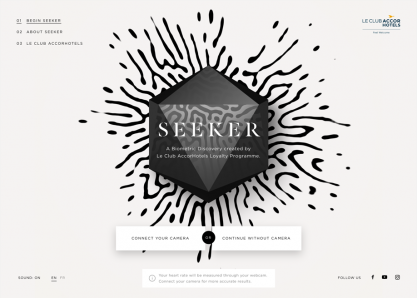 01 BEGIN SEEKER
02 ABOUT SEEKER
03 LE CLUB ACCORHOTELS
LE CLUB ACCOR
HOTELS
SEEKER
A Biometric Discovery created by
Le Club AccorHotels Loyalty Programme.
CONNECT YOUR CAMERA
OR
CONTINUE WITHOUT CAMERA
Your heart rate will be measured through your webcam.
Connect your camera for more accurate results.
SOUND: ON
EN FR
FOLLOW US